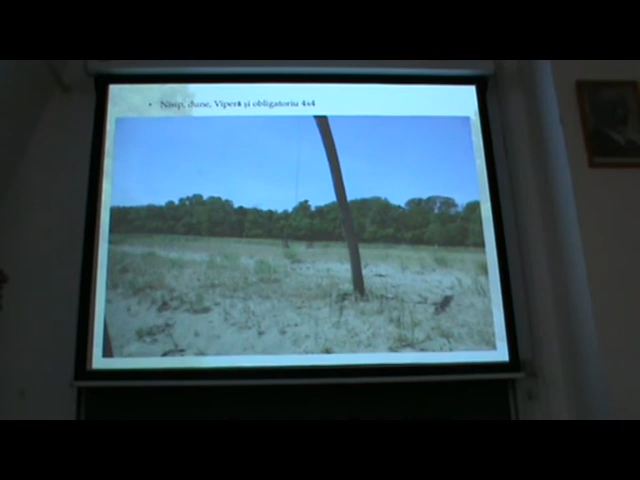 • Nisip, dune, Viperă și obligatoriu 4x4